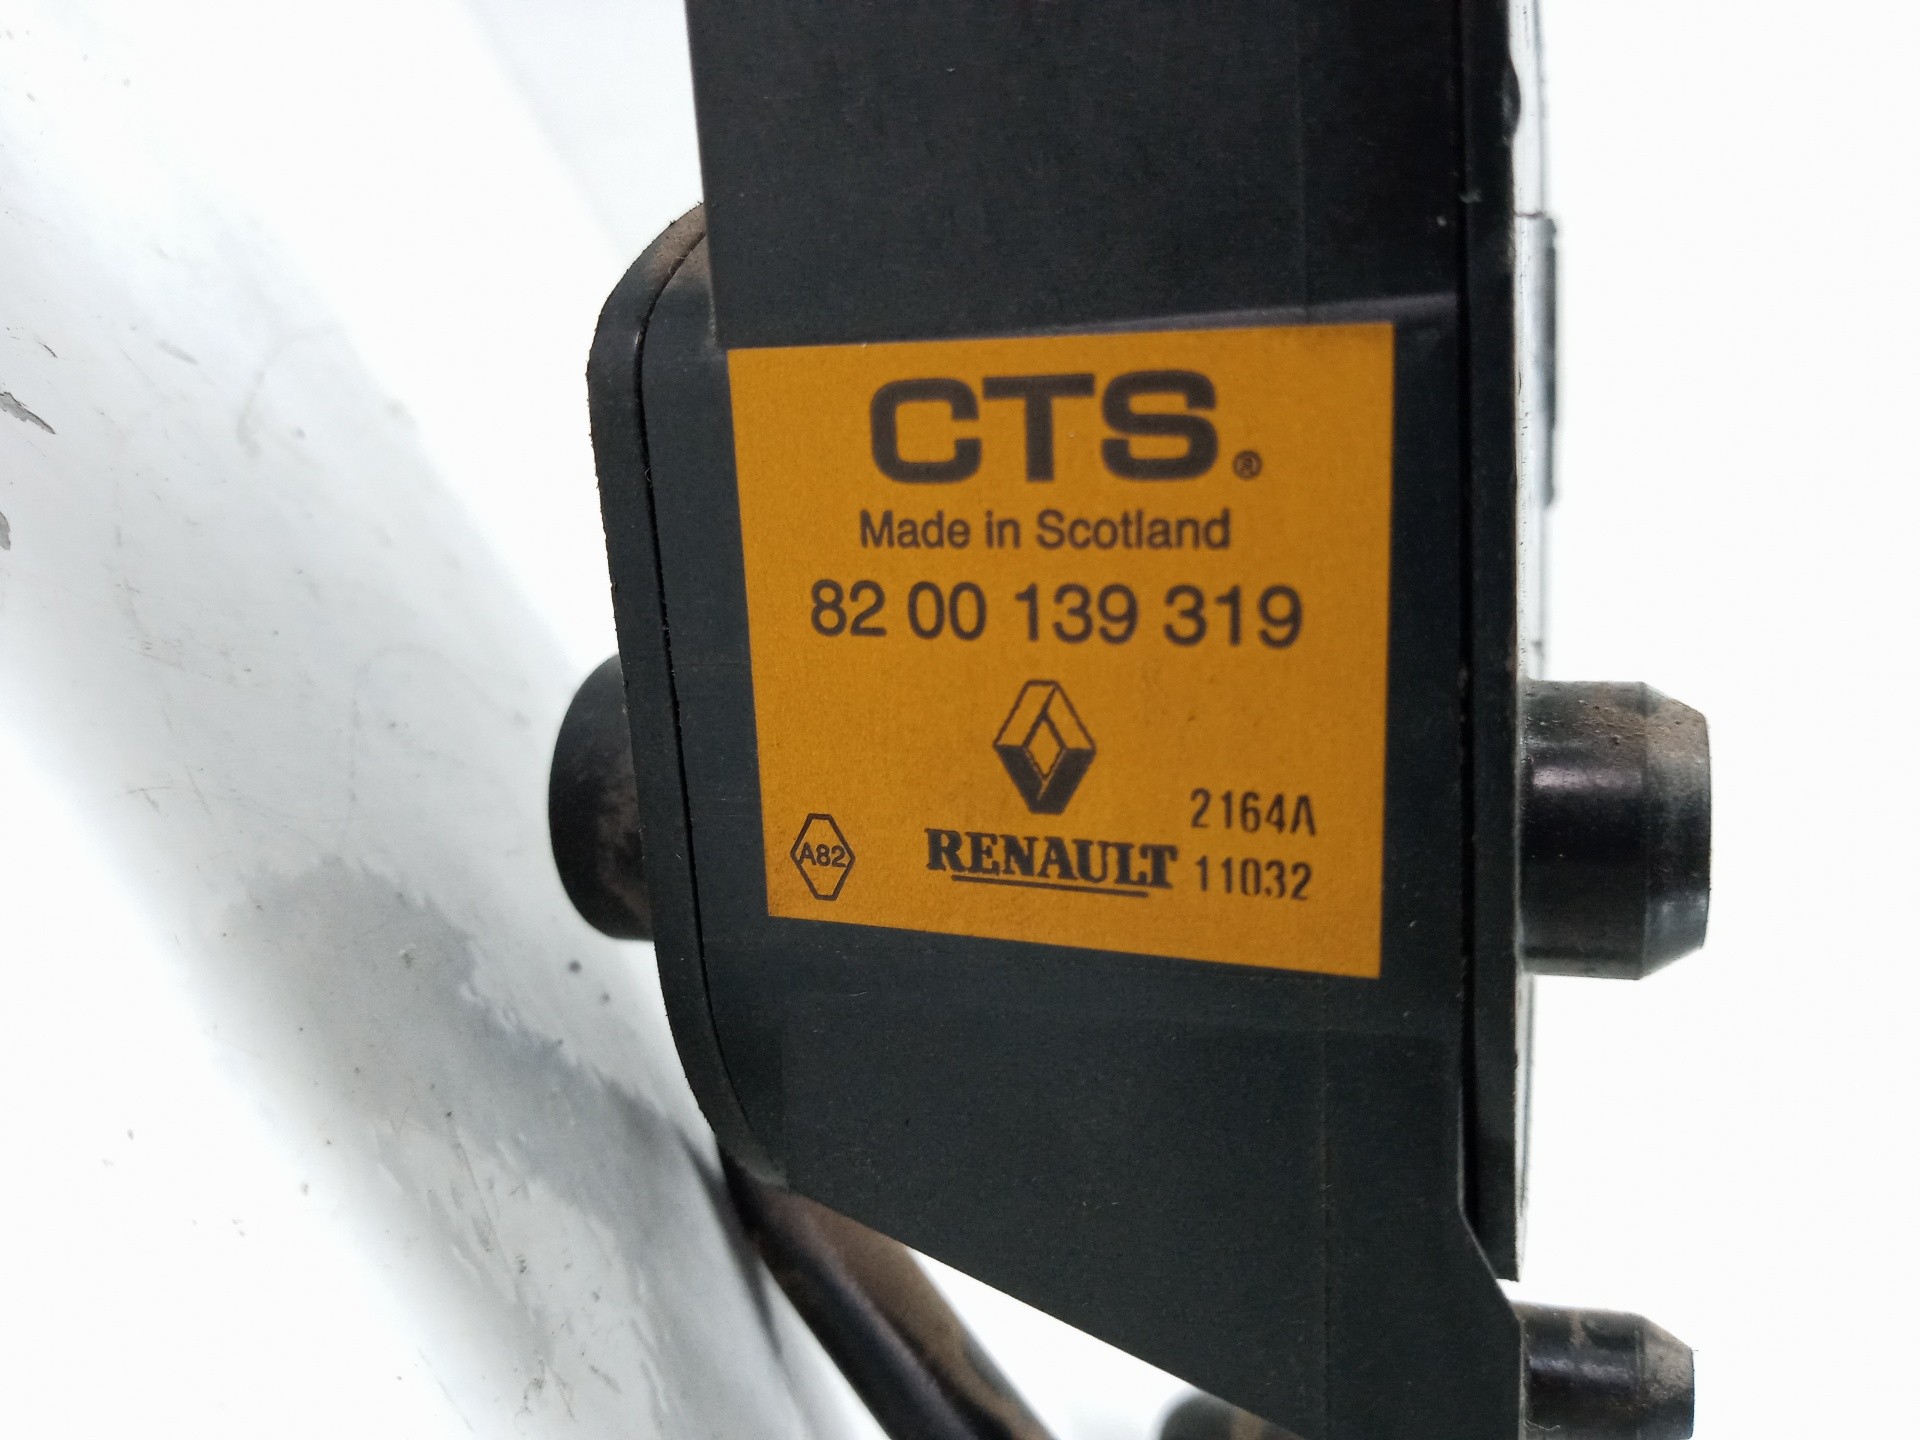 CTS®
Made in Scotland
82 00 139 319
A82
RENAULT
2164A
11032